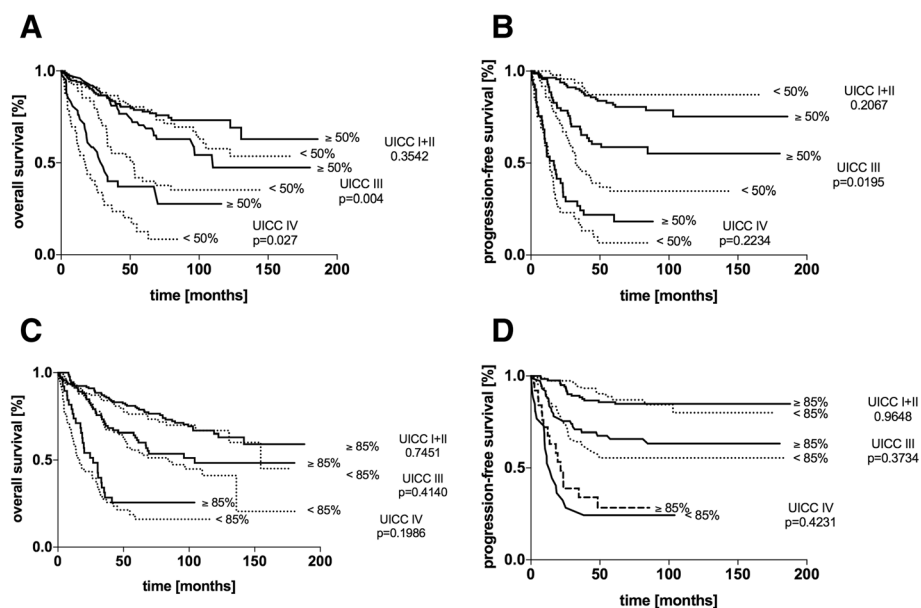 A
overall survival [%]
1.0
0.5
0.0
0
50
100
150
200
time [months]
≥ 50%
< 50%
≥ 50%
< 50%
≥ 50%
< 50%
UICC I+II
0.3542
UICC III
p=0.004
UICC IV
p=0.027
B
progression-free survival [%]
1.0
0.5
0.0
0
50
100
150
200
time [months]
< 50%
≥ 50%
≥ 50%
< 50%
≥ 50%
< 50%
UICC I+II
0.2067
UICC III
p=0.0195
UICC IV
p=0.2234
C
overall survival [%]
1.0
0.5
0.0
0
50
100
150
200
time [months]
≥ 85%
≥ 85%
< 85%
≥ 85%
< 85%
< 85%
UICC I+II
0.7451
UICC III
p=0.4140
UICC IV
p=0.1986
D
progression-free survival [%]
1.0
0.5
0.0
0
50
100
150
200
time [months]
≥ 85%
< 85%
≥ 85%
< 85%
≥ 85%
< 85%
UICC I+II
0.9648
UICC III
p=0.3734
UICC IV
p=0.4231